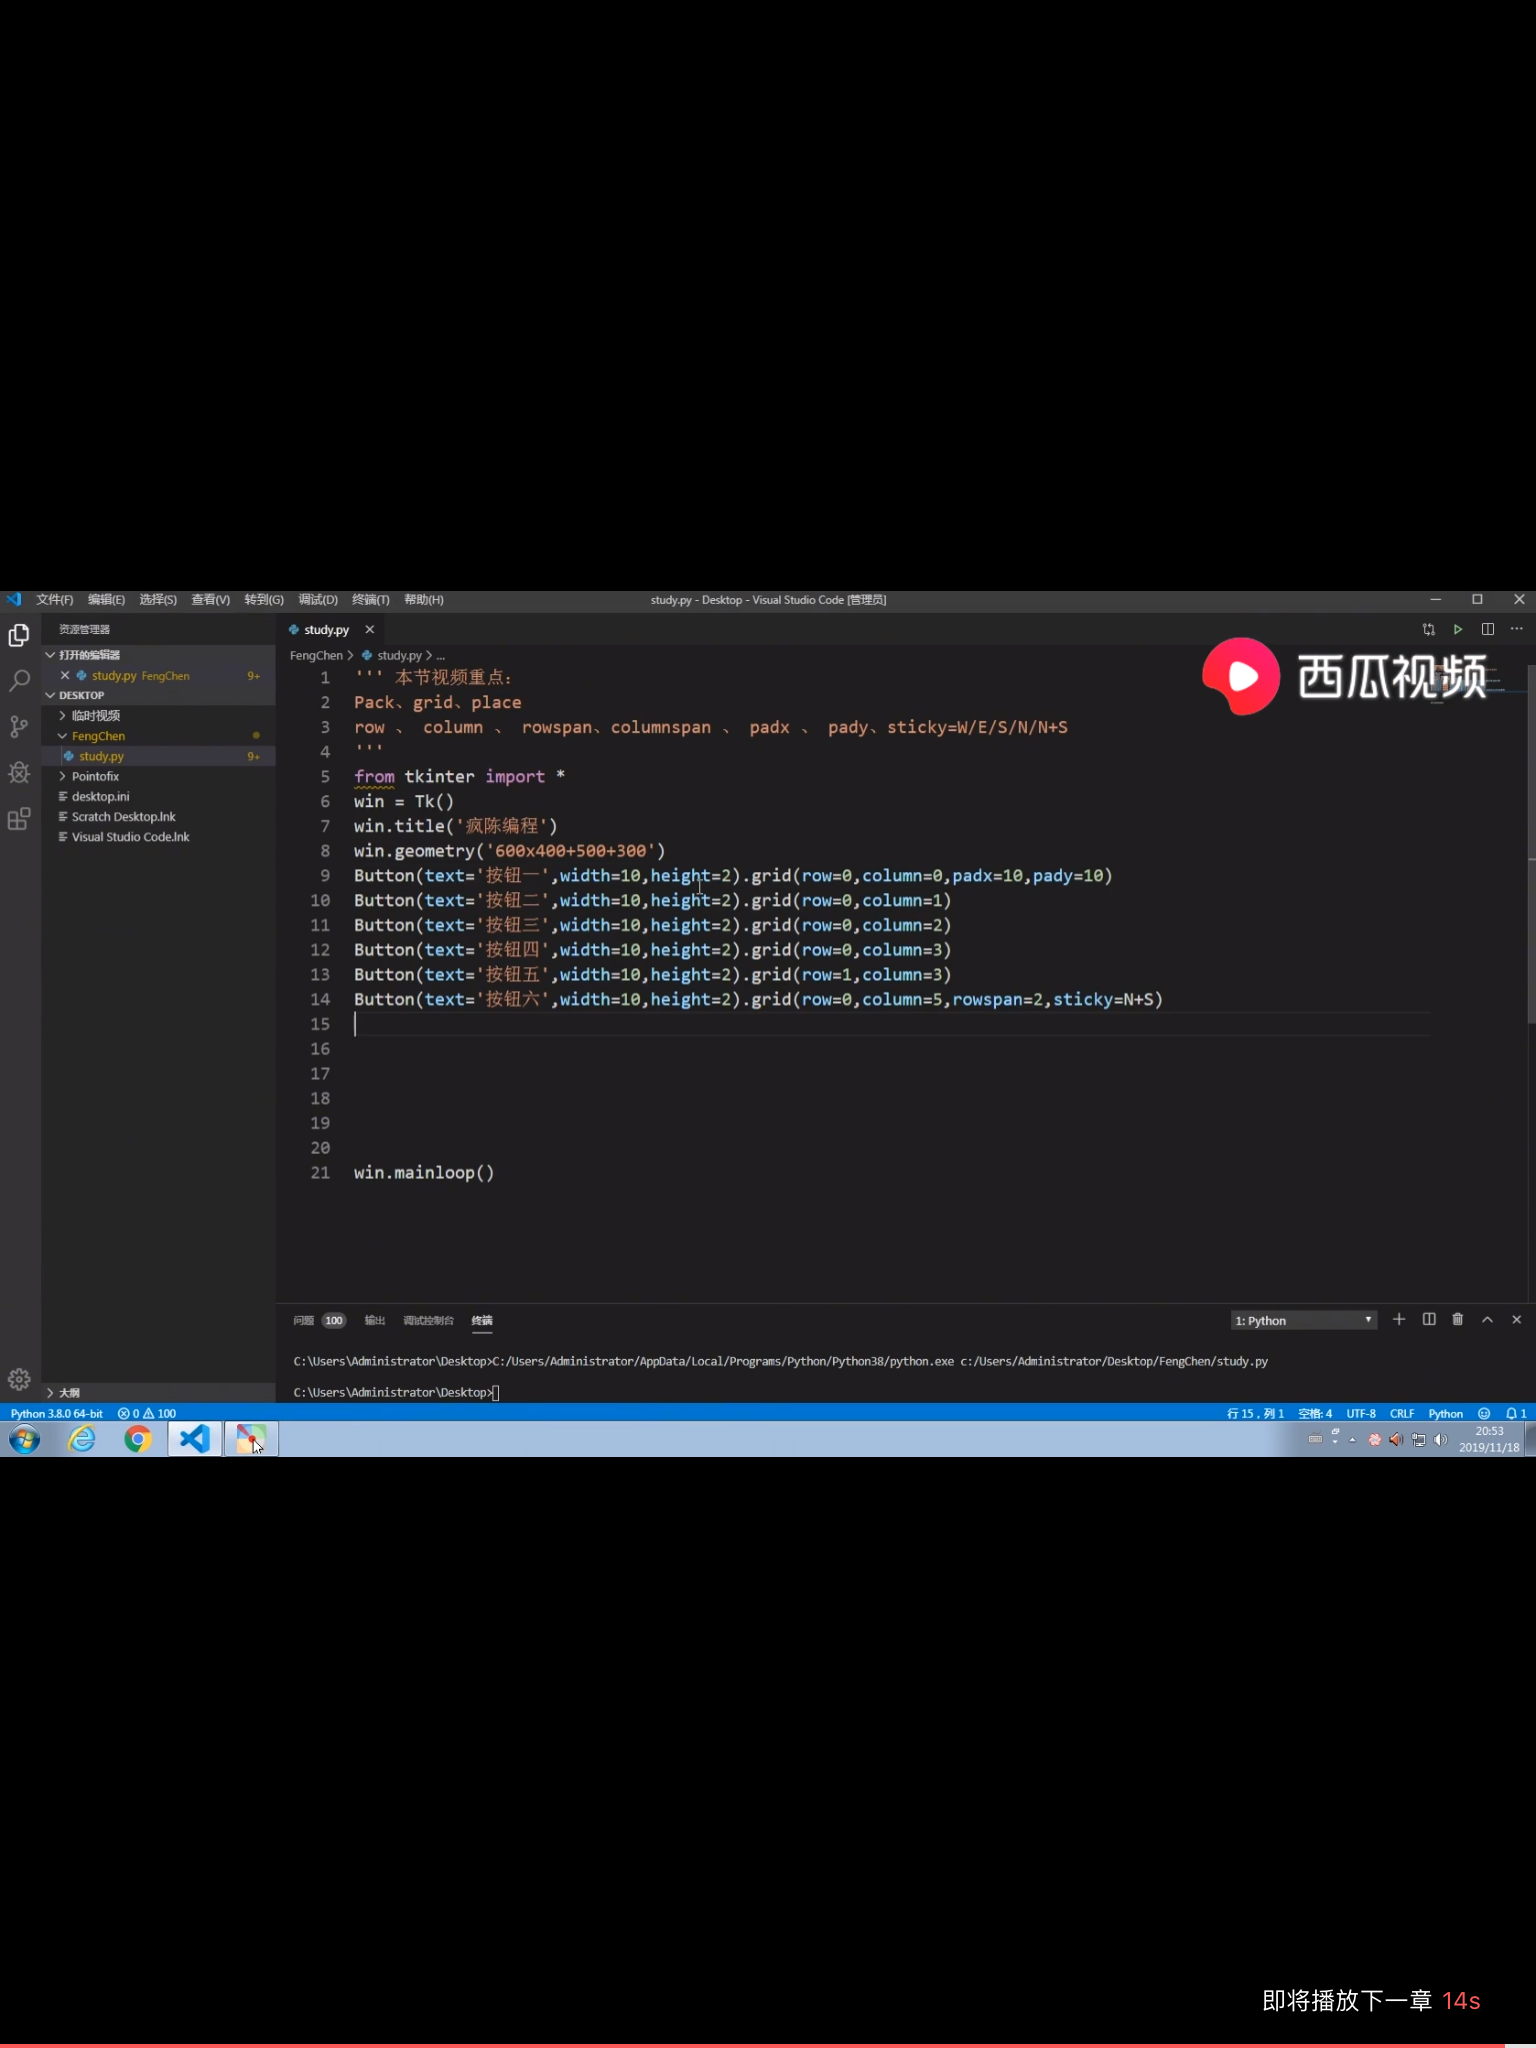 文件(F) 编辑(E) 选择(S) 查看(V) 转到(G) 调试(D) 终端(T) 帮助(H) study.py - Desktop - Visual Studio Code [管理员]
资源管理器
打开的编辑器
study.py FengChen 9+
DESKTOP
临时视频
FengChen
study.py 9+
Pointofix
desktop.ini
Scratch Desktop.lnk
Visual Studio Code.lnk
大纲
study.py
FengChen > study.py > ...
西瓜视频
1 ''' 本节视频重点:
2 Pack、grid、place
3 row 、 column 、 rowspan、columnspan 、 padx 、 pady、sticky=W/E/S/N/N+S
4 '''
5 from tkinter import *
6 win = Tk()
7 win.title('疯陈编程')
8 win.geometry('600x400+500+300')
9 Button(text='按钮一',width=10,height=2).grid(row=0,column=0,padx=10,pady=10)
10 Button(text='按钮二',width=10,height=2).grid(row=0,column=1)
11 Button(text='按钮三',width=10,height=2).grid(row=0,column=2)
12 Button(text='按钮四',width=10,height=2).grid(row=0,column=3)
13 Button(text='按钮五',width=10,height=2).grid(row=1,column=3)
14 Button(text='按钮六',width=10,height=2).grid(row=0,column=5,rowspan=2,sticky=N+S)
15
16
17
18
19
20
21 win.mainloop()
问题 100 输出 调试控制台 终端 1: Python
C:\Users\Administrator\Desktop>C:/Users/Administrator/AppData/Local/Programs/Python/Python38/python.exe c:/Users/Administrator/Desktop/FengChen/study.py
C:\Users\Administrator\Desktop>
Python 3.8.0 64-bit 0 100 行 15, 列 1 空格: 4 UTF-8 CRLF Python 1
20:53
2019/11/18
即将播放下一章 14s